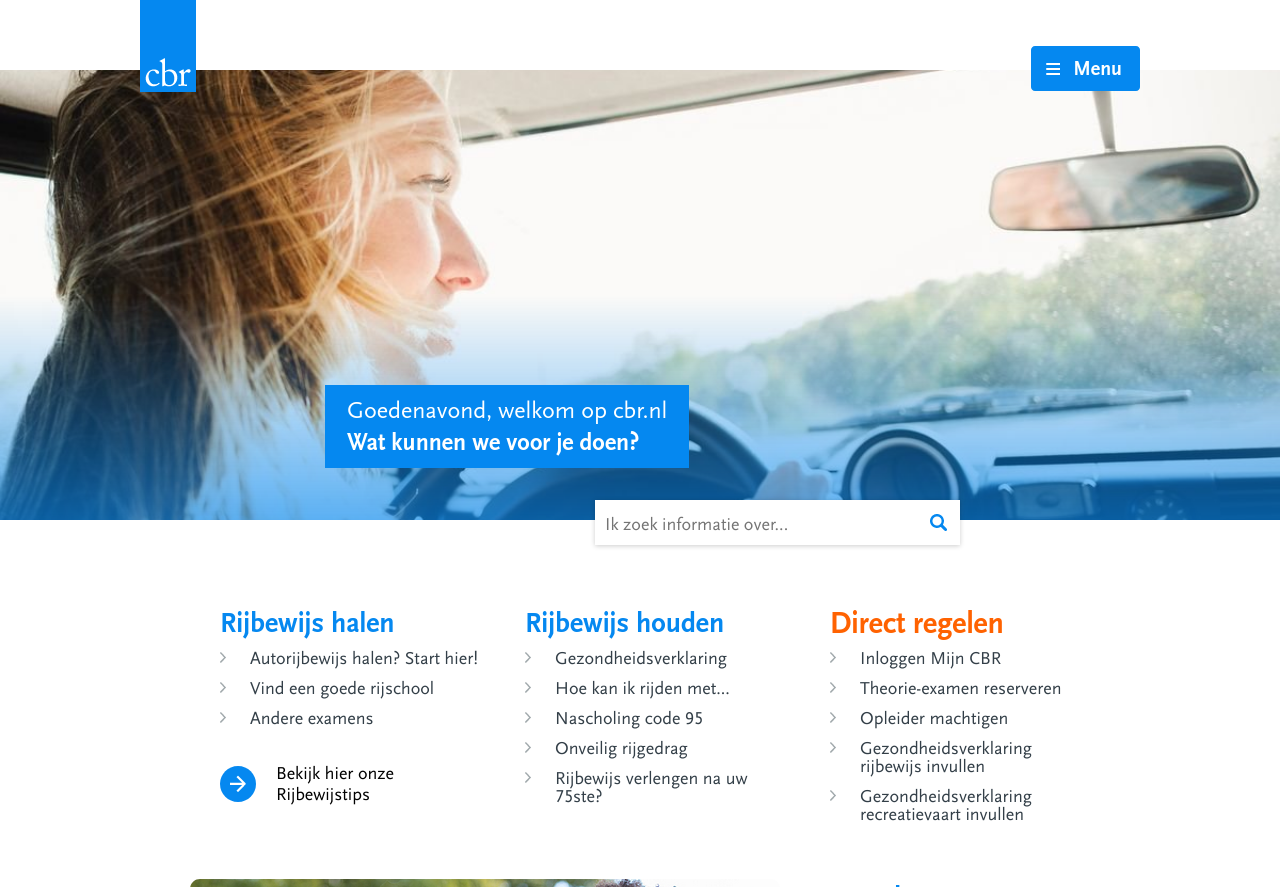 cbr
Menu
Goedenavond, welkom op cbr.nl
Wat kunnen we voor je doen?
Ik zoek informatie over...
Rijbewijs halen
Autorijbewijs halen? Start hier!
Vind een goede rijschool
Andere examens
Bekijk hier onze
Rijbewijstips
Rijbewijs houden
Gezondheidsverklaring
Hoe kan ik rijden met...
Nascholing code 95
Onveilig rijgedrag
Rijbewijs verlengen na uw
75ste?
Direct regelen
Inloggen Mijn CBR
Theorie-examen reserveren
Opleider machtigen
Gezondheidsverklaring
rijbewijs invullen
Gezondheidsverklaring
recreatievaart invullen